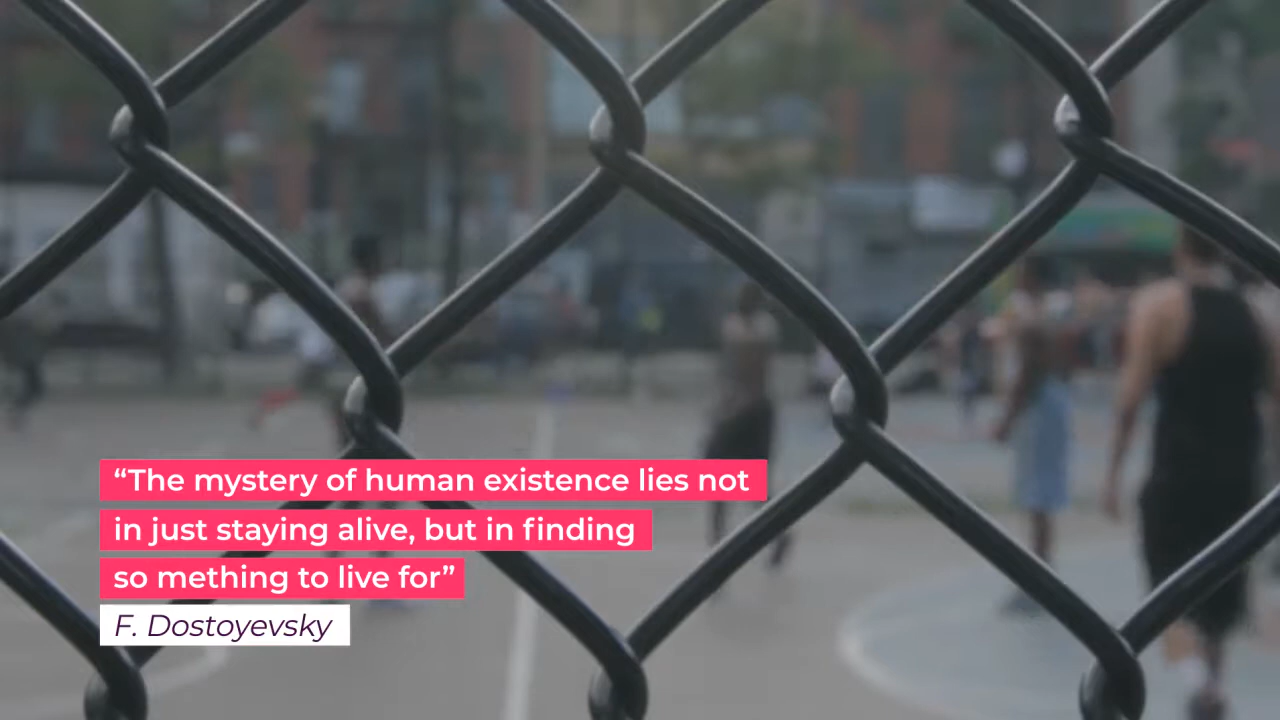 “The mystery of human existence lies not
in just staying alive, but in finding
so mething to live for”
F. Dostoyevsky